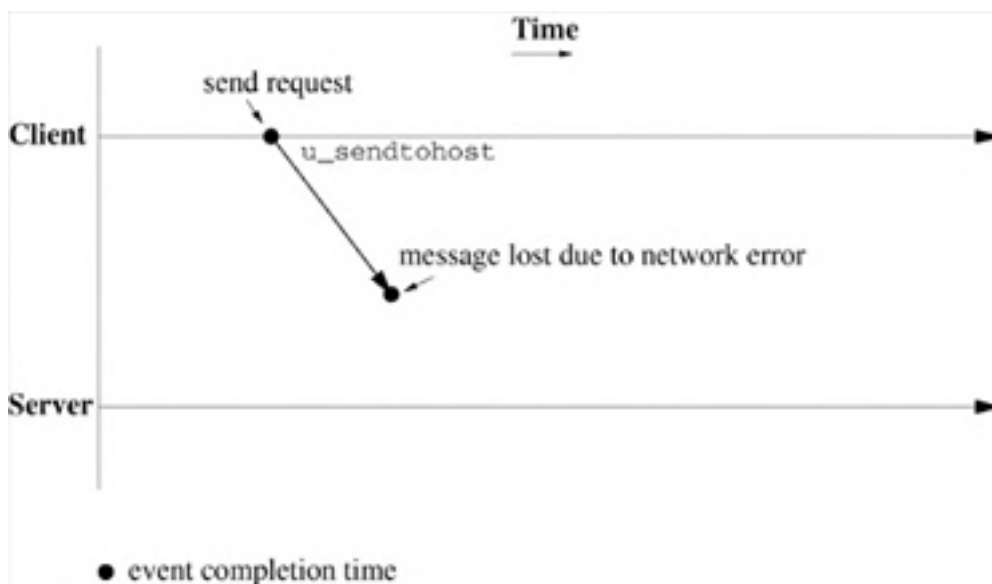 Time
send request
Client
u_sendtohost
message lost due to network error
Server
event completion time